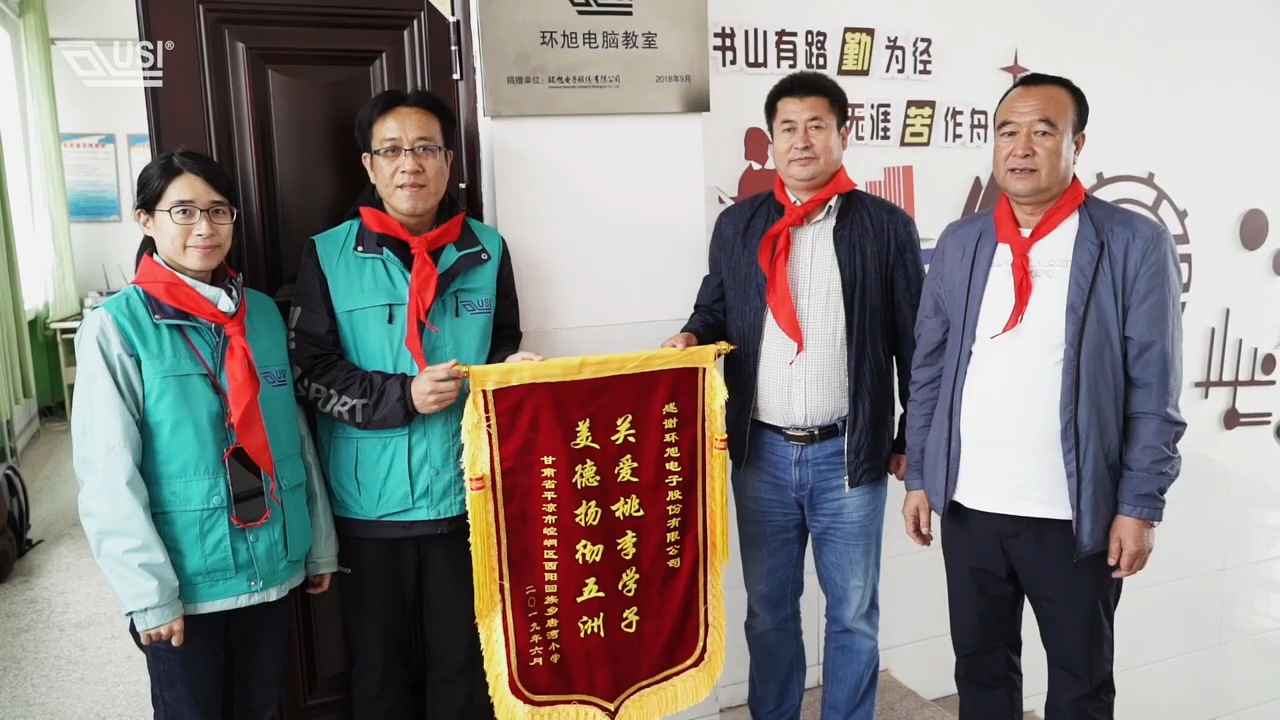 USI®
环旭电脑教室
捐赠单位: 环旭电子股份有限公司
2018年9月
书山有路勤为径
无涯苦作舟
USI
USI
SPORT
感谢环旭电子股份有限公司
关爱桃李学子
美德扬彻五洲
甘肃省平凉市崆峒区西阳回族乡唐湾小学
二〇一九年六月